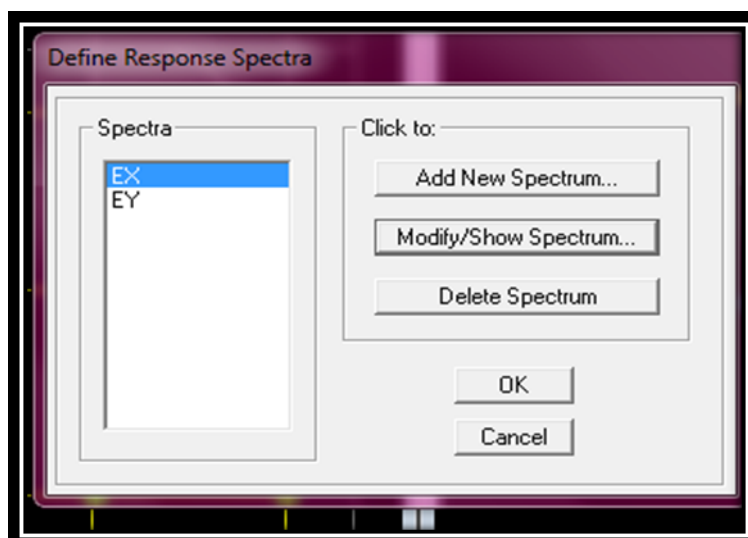 Define Response Spectra
Spectra
EX
EY
Click to:
Add New Spectrum...
Modify/Show Spectrum...
Delete Spectrum
OK
Cancel